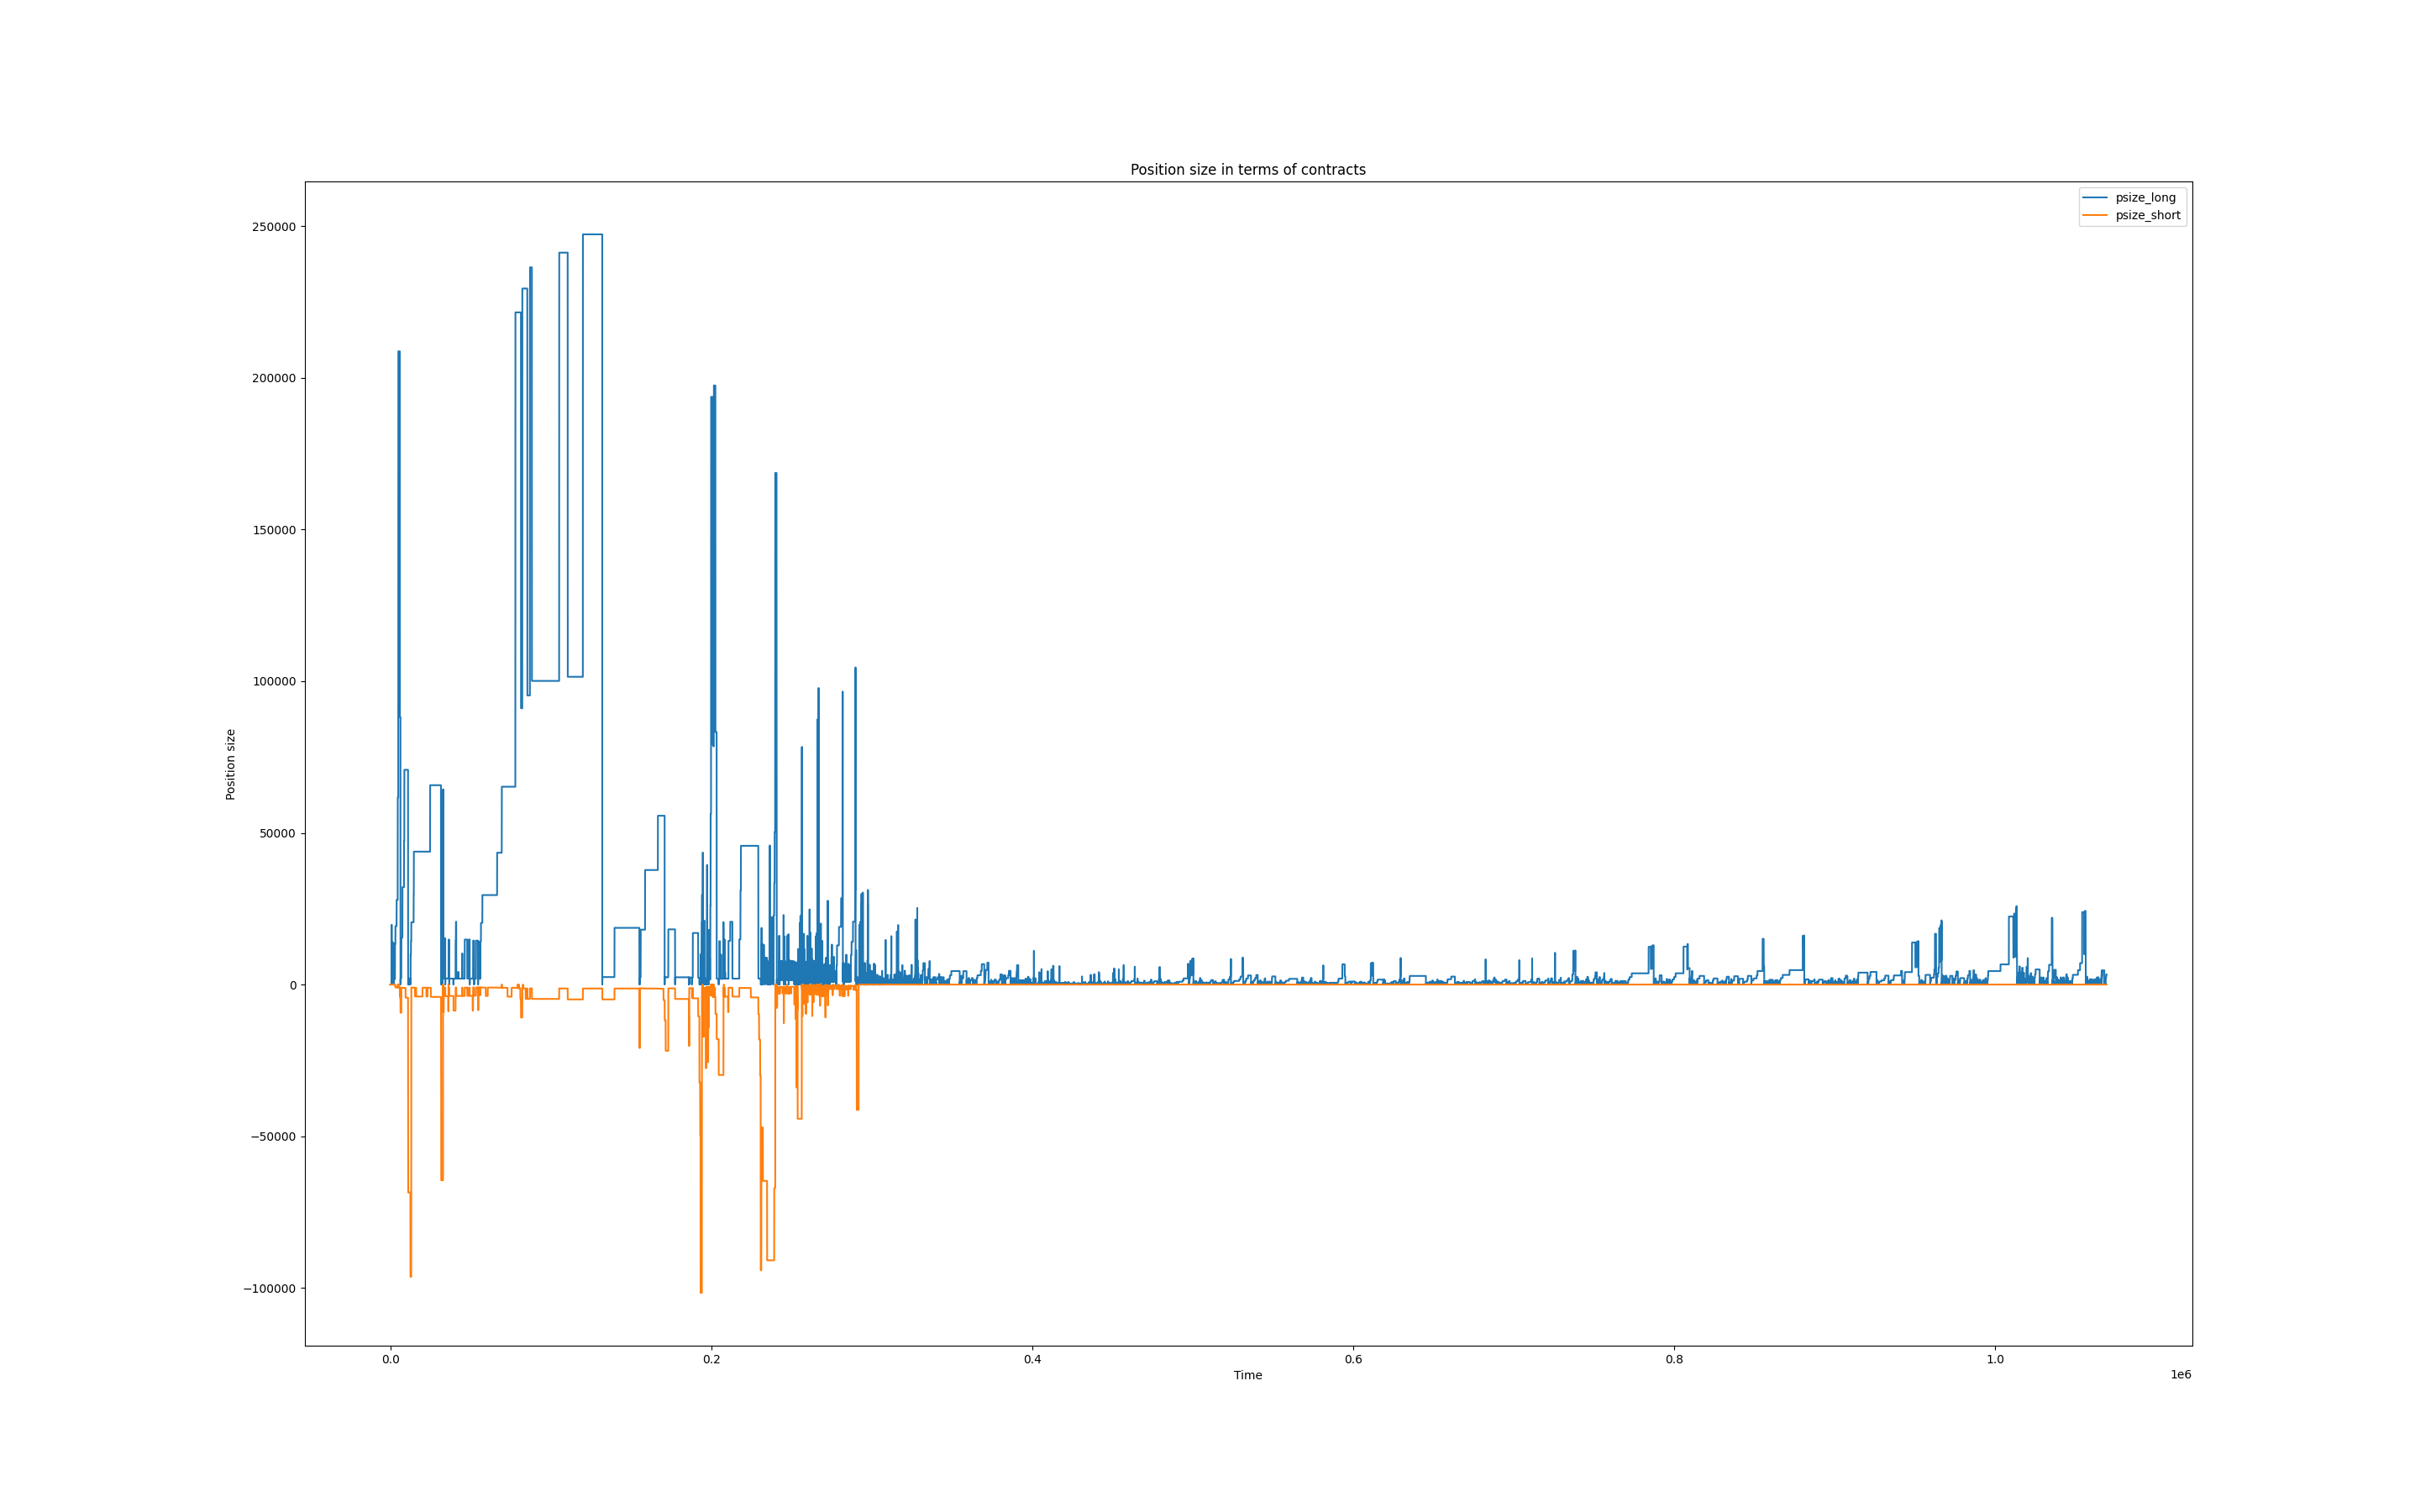 Position size in terms of contracts
psize_long
psize_short
250000
200000
150000
100000
50000
0
−50000
−100000
Position size
0.0 0.2 0.4 0.6 0.8 1.0
Time
1e6